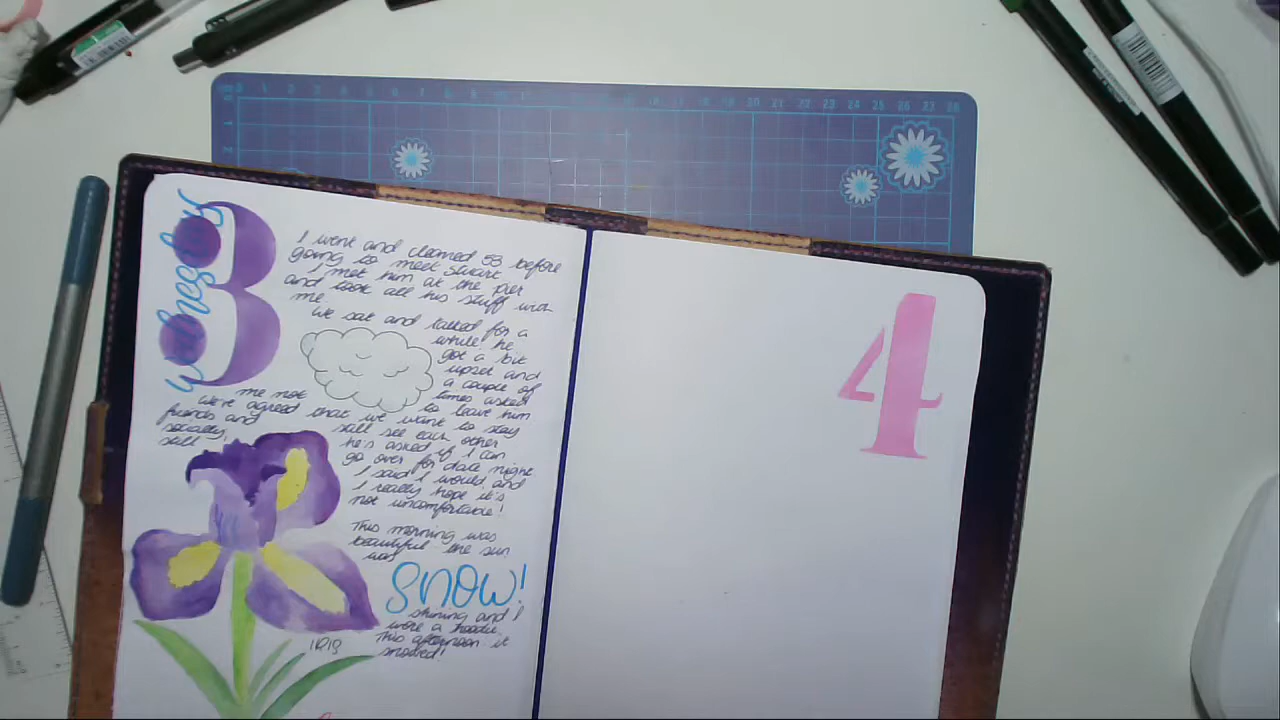 Wednesday
3
I went and cleaned 53 before
going to meet Stuart
I met him at the pier
and took all his stuff with
me
We sat and talked for a
while he
got a bit
upset and
a couple of
times asked
me not to leave him
We've agreed that we want to stay
friends and still see each other
socially he's asked if I can
still go over for date night
I said I would and
I really hope it's
not uncomfortable!
This morning was
beautiful the sun
was
SNOW!
shining and I
wore a hoodie
This afternoon it
snowed!
IRIS
4